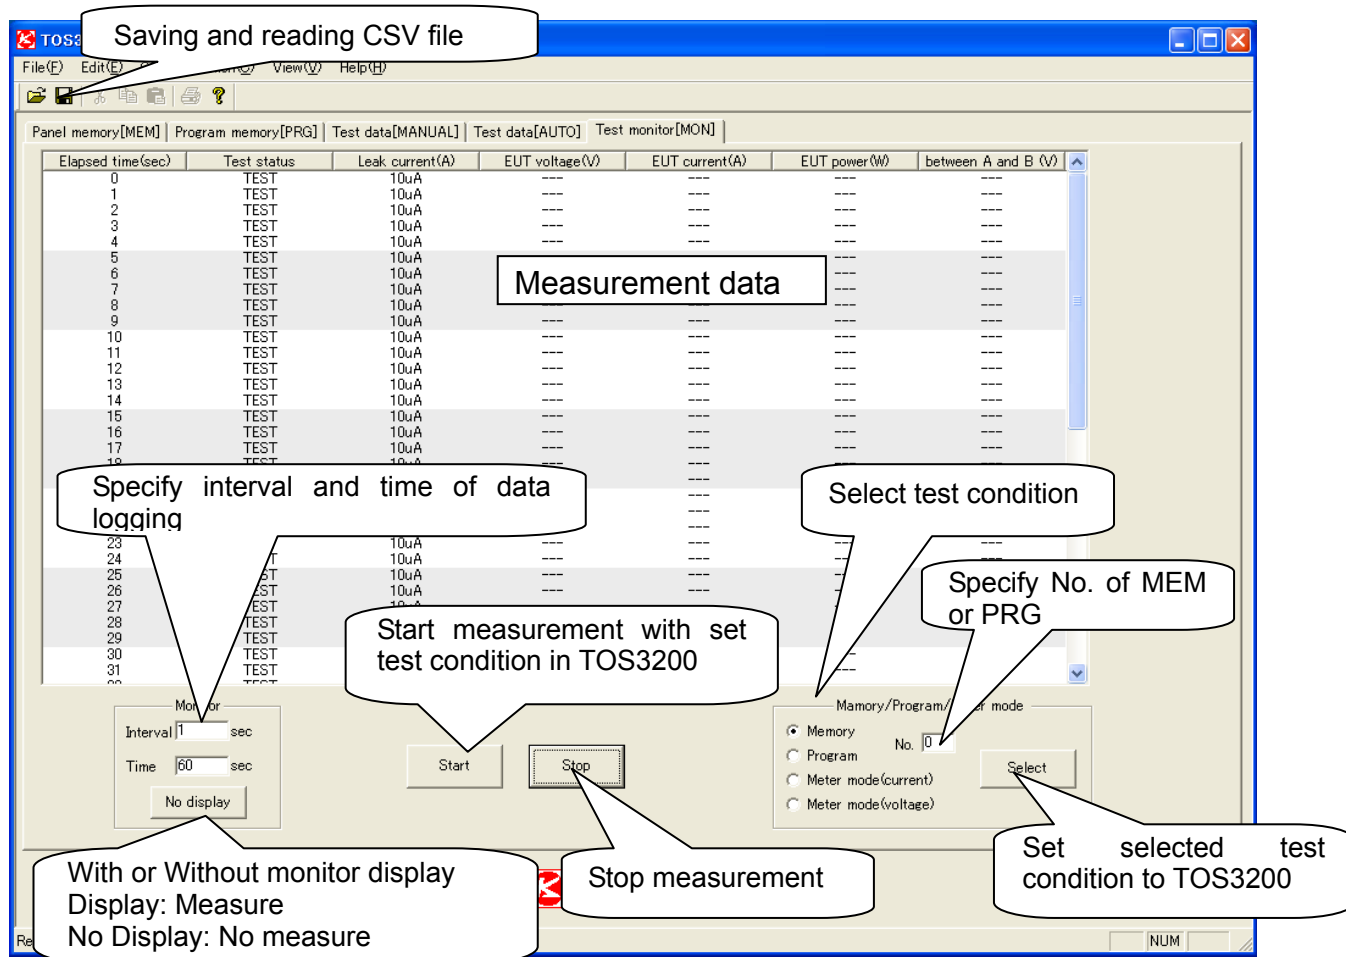 TOS3
Saving and reading CSV file
File(F) Edit(E) View(V) Help(H)
Panel memory[MEM] Program memory[PRG] Test data[MANUAL] Test data[AUTO] Test monitor[MON]
Elapsed time(sec) Test status Leak current(A) EUT voltage(V) EUT current(A) EUT power(W) between A and B (V)
0 TEST 10uA --- --- --- ---
1 TEST 10uA --- --- --- ---
2 TEST 10uA --- --- --- ---
3 TEST 10uA --- --- --- ---
4 TEST 10uA --- --- --- ---
5 TEST 10uA --- --- --- ---
6 TEST 10uA --- ---
7 TEST 10uA --- ---
8 TEST 10uA --- --- --- ---
9 TEST 10uA --- --- --- ---
Measurement data
10 TEST 10uA --- --- --- ---
11 TEST 10uA --- --- --- ---
12 TEST 10uA --- --- --- ---
13 TEST 10uA --- --- --- ---
14 TEST 10uA --- --- --- ---
15 TEST 10uA --- --- --- ---
16 TEST 10uA --- --- --- ---
17 TEST 10uA --- --- --- ---
18 TEST 10uA --- --- --- ---
Specify interval and time of data
logging
Select test condition
23 10uA --- --- ---
24 10uA --- --- ---
25 10uA --- ---
26 10uA --- ---
27
28
29
30 TEST
31 TEST
Specify No. of MEM
or PRG
Start measurement with set
test condition in TOS3200
Monitor
Interval 1 sec
Time 60 sec
No display
Start
Stop
Mamory/Program/ mode
Memory
Program
Meter mode(current)
Meter mode(voltage)
No. 0
Select
With or Without monitor display
Display: Measure
No Display: No measure
Stop measurement
Set selected test
condition to TOS3200
NUM